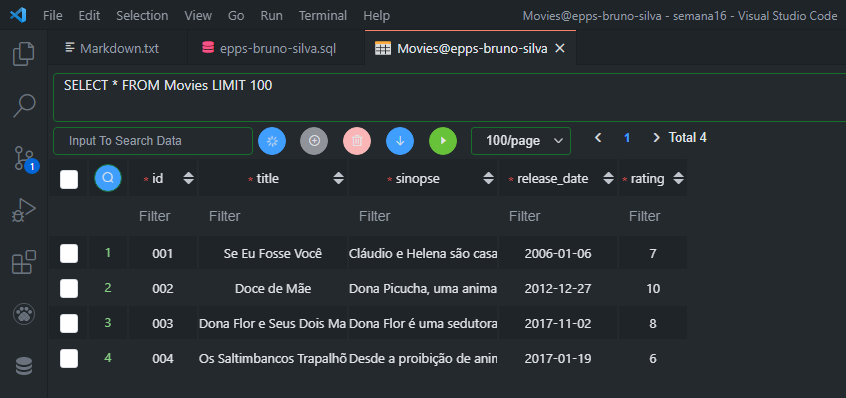 File Edit Selection View Go Run Terminal Help Movies@epps-bruno-silva - semana16 - Visual Studio Code
Markdown.txt epps-bruno-silva.sql Movies@epps-bruno-silva
SELECT * FROM Movies LIMIT 100
Input To Search Data 100/page 1 Total 4
* id * title * sinopse * release_date * rating
Filter Filter Filter Filter Filter
1 001 Se Eu Fosse Você Cláudio e Helena são casa 2006-01-06 7
2 002 Doce de Mãe Dona Picucha, uma anima 2012-12-27 10
3 003 Dona Flor e Seus Dois Ma Dona Flor é uma sedutora 2017-11-02 8
4 004 Os Saltimbancos Trapalhõ Desde a proibição de anin 2017-01-19 6
1